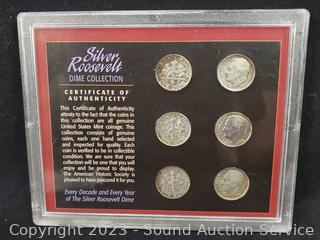 Silver
Roosevelt
DIME COLLECTION
CERTIFICATE OF
AUTHENTICITY
This Certificate of Authenticity
attests to the fact that the coins in
this collection are all genuine
United States Mint coinage. This
collection consists of genuine
coins, each one hand selected
and inspected for quality. Each
coin is verified to be in collectible
condition. We are sure that your
collection will be one that you will
enjoy and be proud to display.
The American Historic Society
is pleased to have procured it for you.
Every Decade and Every Year
of The Silver Roosevelt Dime
Copyright 2023 - Sound Auction Service